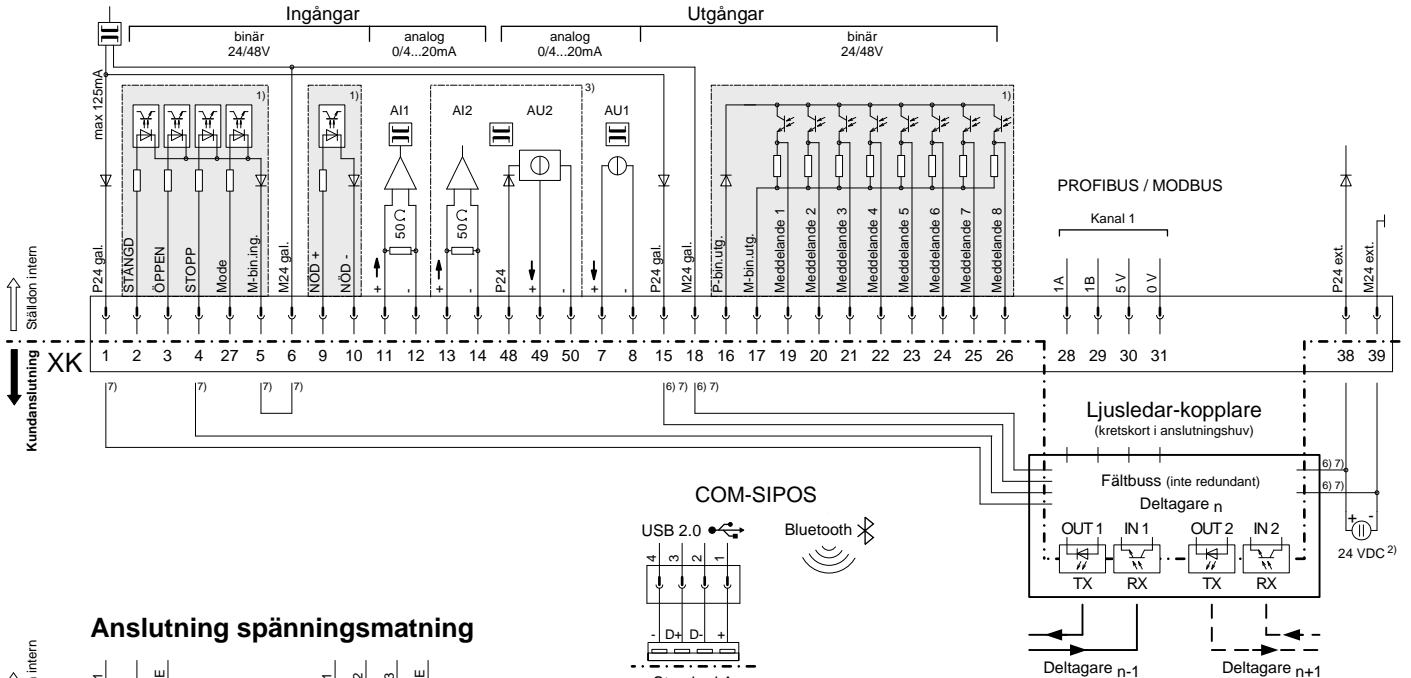 Ingångar
Utgångar
binär
24/48V
analog
0/4...20mA
analog
0/4...20mA
binär
24/48V
max 125mA
1)
1)
3)
1)
AI1
AI2
AU2
AU1
50Ω
50Ω
PROFIBUS / MODBUS
Kanal 1
P24 gal.
STÄNGD
ÖPPEN
STOPP
Mode
M-bin.ing.
M24 gal.
NÖD +
NÖD -
+
-
+
-
P24
+
-
+
-
P24 gal.
M24 gal.
P-bin.utg.
M-bin.utg.
Meddelande 1
Meddelande 2
Meddelande 3
Meddelande 4
Meddelande 5
Meddelande 6
Meddelande 7
Meddelande 8
1A
1B
5 V
0 V
P24 ext.
M24 ext.
Ställdon intern
Kundanslutning
XK
1 2 3 4 27 5 6 9 10 11 12 13 14 48 49 50 7 8 15 18 16 17 19 20 21 22 23 24 25 26 28 29 30 31 38 39
7) 7) 7) 7) 6) 7) 6) 7)
Ljusledar-kopplare
(kretskort i anslutningshuv)
6) 7)
6) 7)
Fältbuss (inte redundant)
Deltagare n
OUT 1 IN 1 OUT 2 IN 2
TX RX TX RX
+ -
24 VDC 2)
Deltagare n-1
Deltagare n+1
COM-SIPOS
USB 2.0
Bluetooth
4 3 2 1
- D+ D- +
Anslutning spänningsmatning
intern
1
E
1
2
3
E